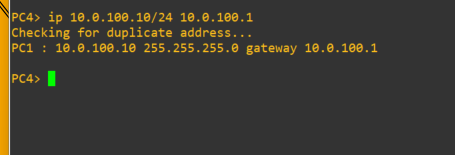 PC4> ip 10.0.100.10/24 10.0.100.1
Checking for duplicate address...
PC1 : 10.0.100.10 255.255.255.0 gateway 10.0.100.1
PC4>